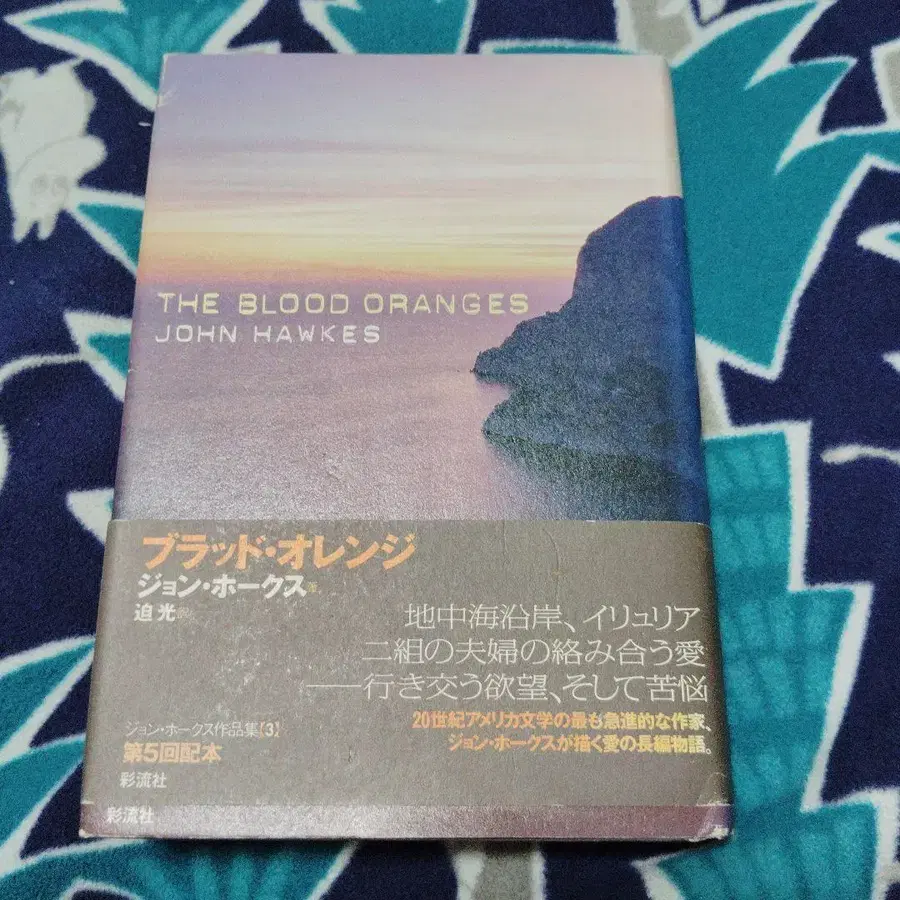 THE BLOOD ORANGES
JOHN HAWKES
ブラッド・オレンジ
ジョン・ホークス 著
迫 光 訳
地中海沿岸、イリュリア
二組の夫婦の絡み合う愛
──行き交う欲望、そして苦悩
20世紀アメリカ文学の最も急進的な作家、
ジョン・ホークスが描く愛の長編物語。
ジョン・ホークス作品集【3】
第5回配本
彩流社
彩流社